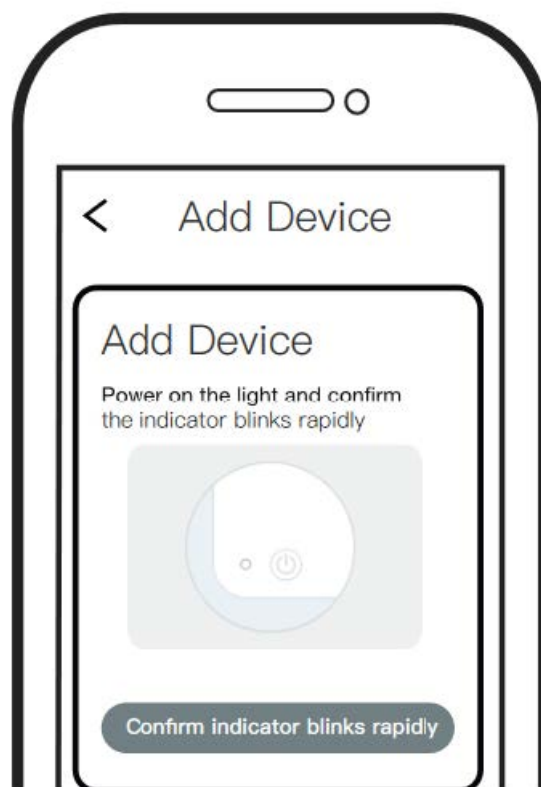 Add Device
Add Device
Power on the light and confirm
the indicator blinks rapidly
Confirm indicator blinks rapidly